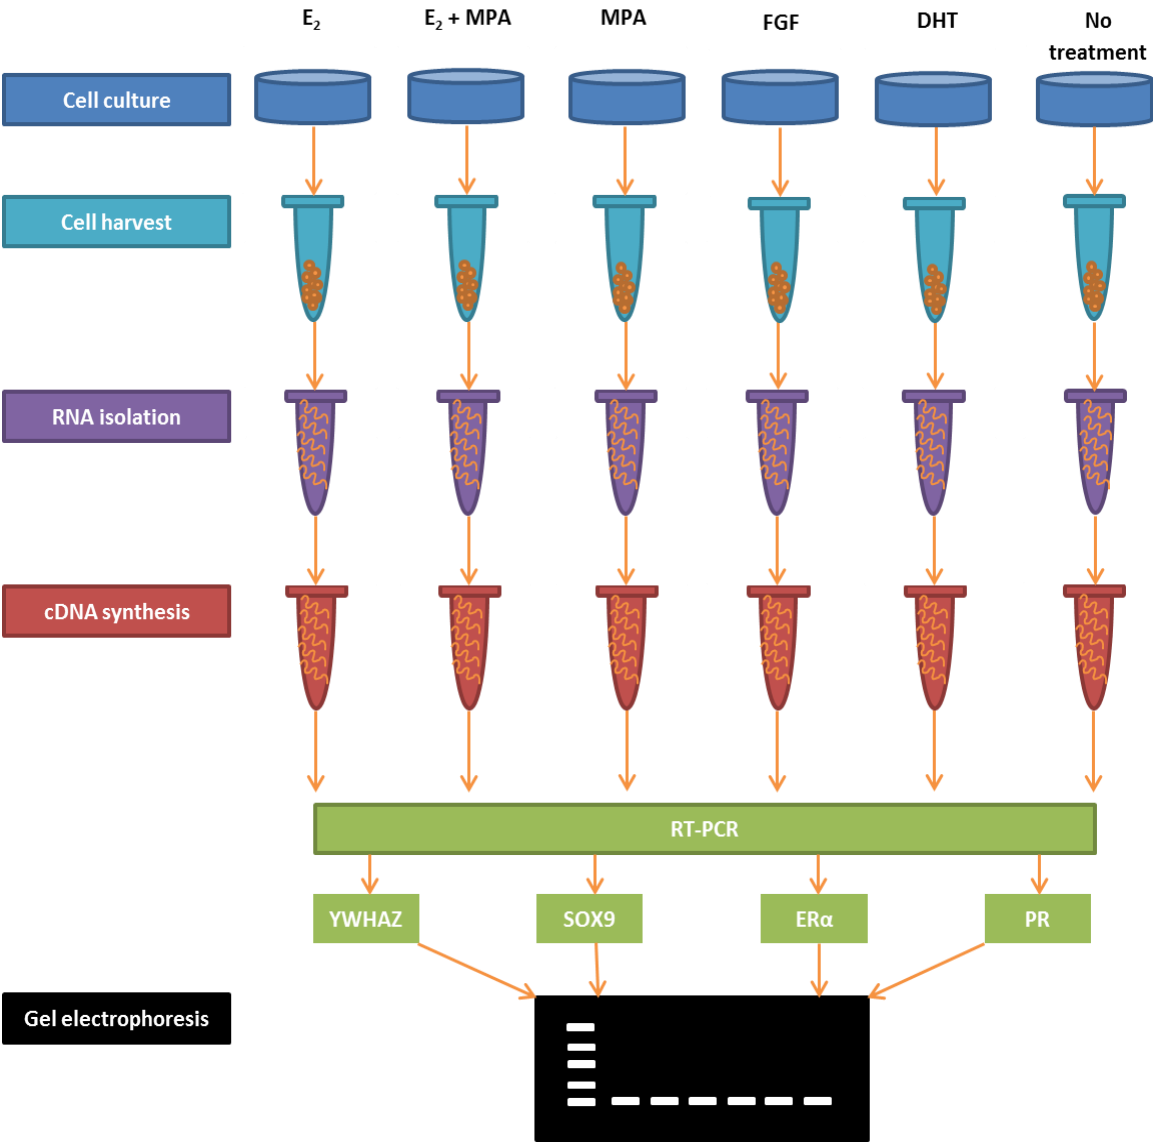 E₂
E₂ + MPA
MPA
FGF
DHT
No
treatment
Cell culture
Cell harvest
RNA isolation
cDNA synthesis
RT-PCR
YWHAZ
SOX9
ERα
PR
Gel electrophoresis